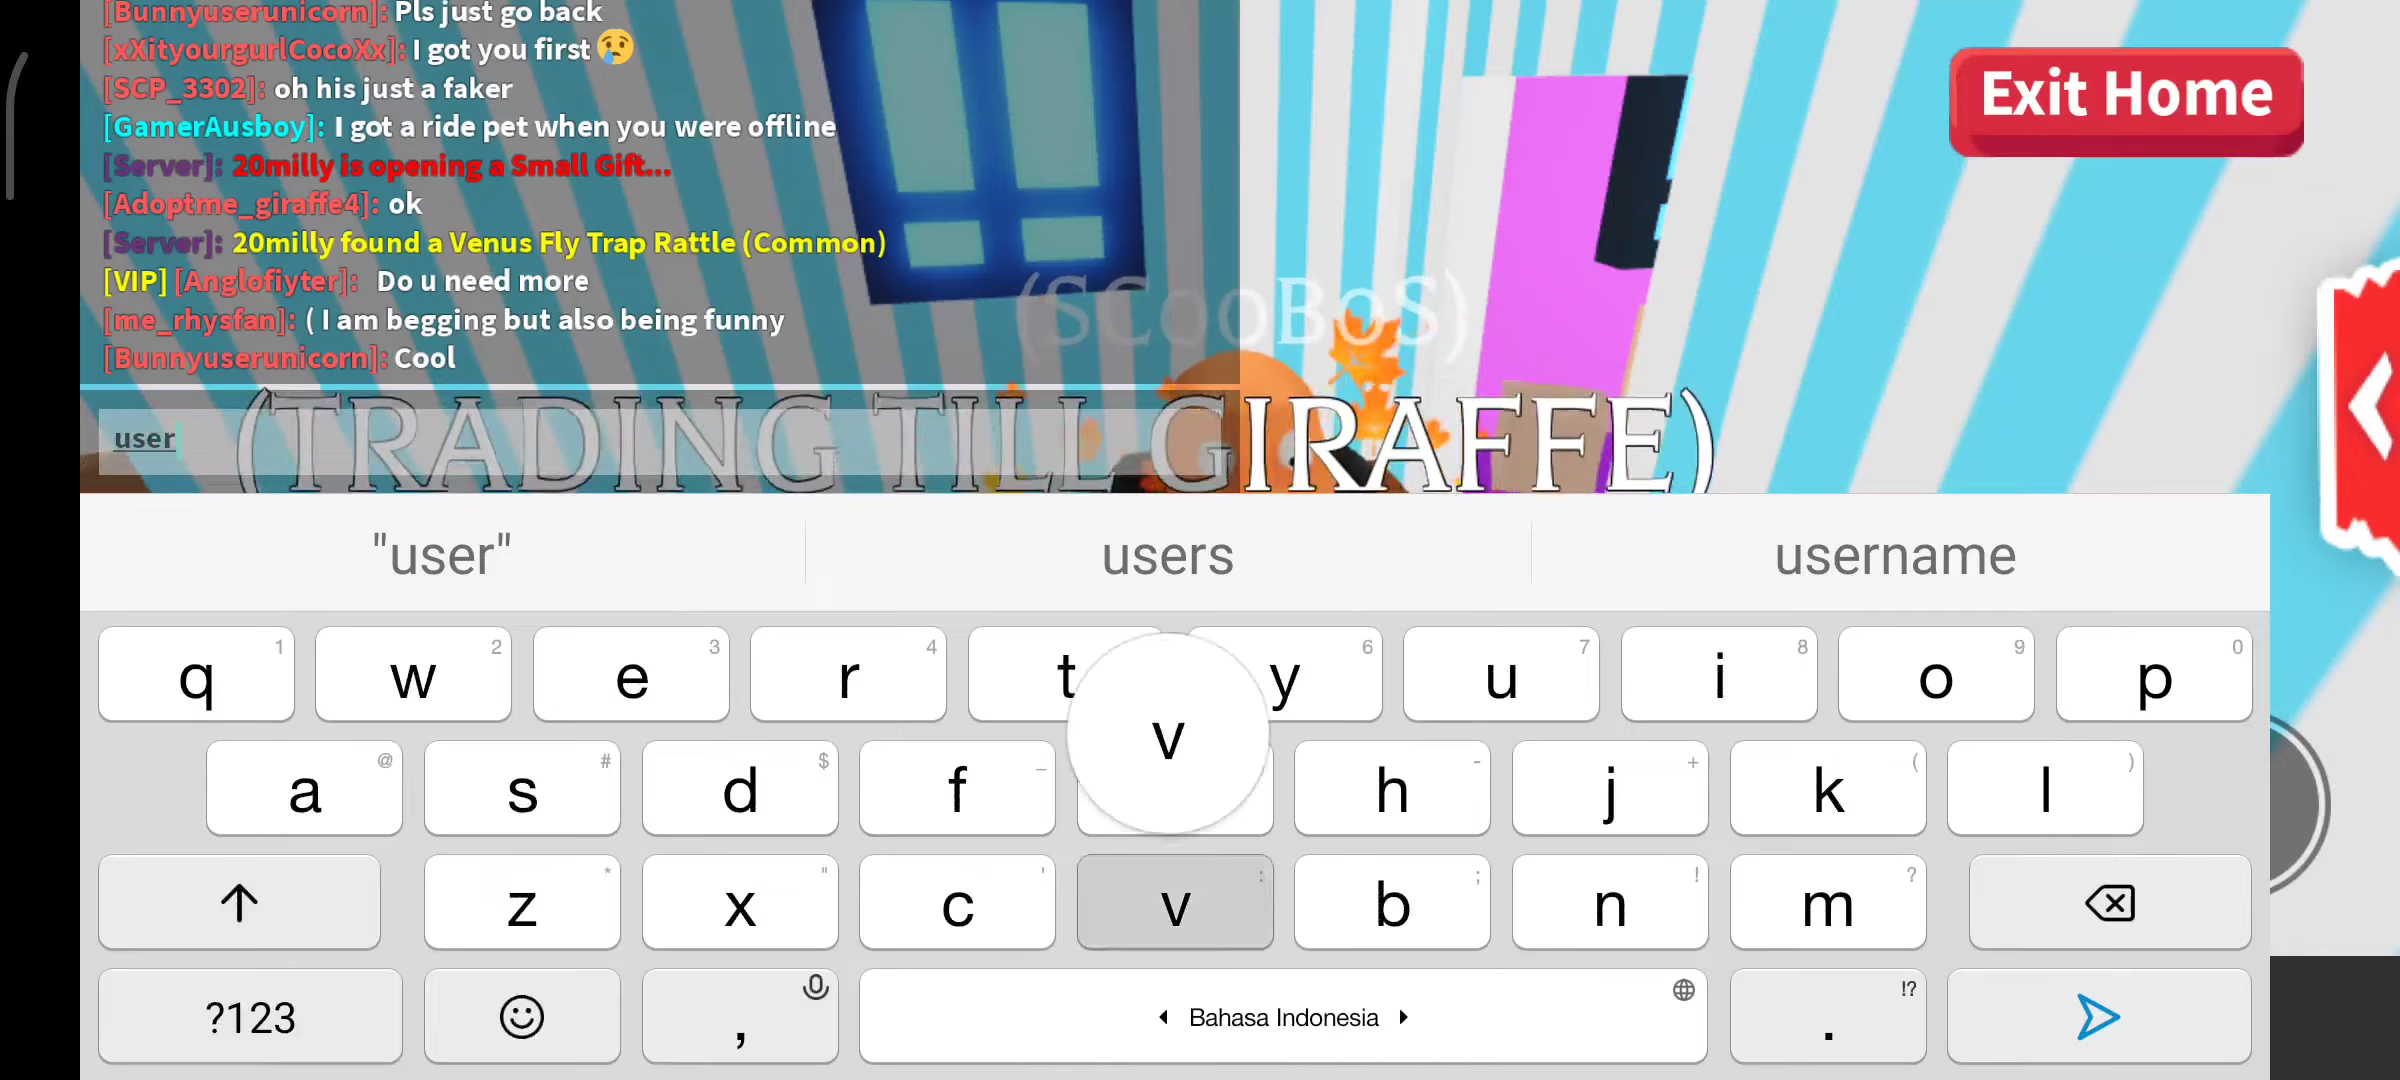 [Bunnyuserunicorn]: Pls just go back
[xXityourgurlCocoXx]: I got you first 😢
[SCP_3302]: oh his just a faker
[GamerAusboy]: I got a ride pet when you were offline
[Server]: 20milly is opening a Small Gift...
[Adoptme_giraffe4]: ok
[Server]: 20milly found a Venus Fly Trap Rattle (Common)
[VIP] [Anglofiyter]: Do u need more
[me_rhysfan]: ( I am begging but also being funny
[Bunnyuserunicorn]: Cool
Exit Home
(SCooBoS)
(TRADING TILL GIRAFFE)
user
"user" users username
q 1 w 2 e 3 r 4 t y 6 u 7 i 8 o 9 p 0
v
a @ s # d $ f _ h - j + k ( l )
z * x " c ' v : b ; n ! m ?
?123 , Bahasa Indonesia . !?